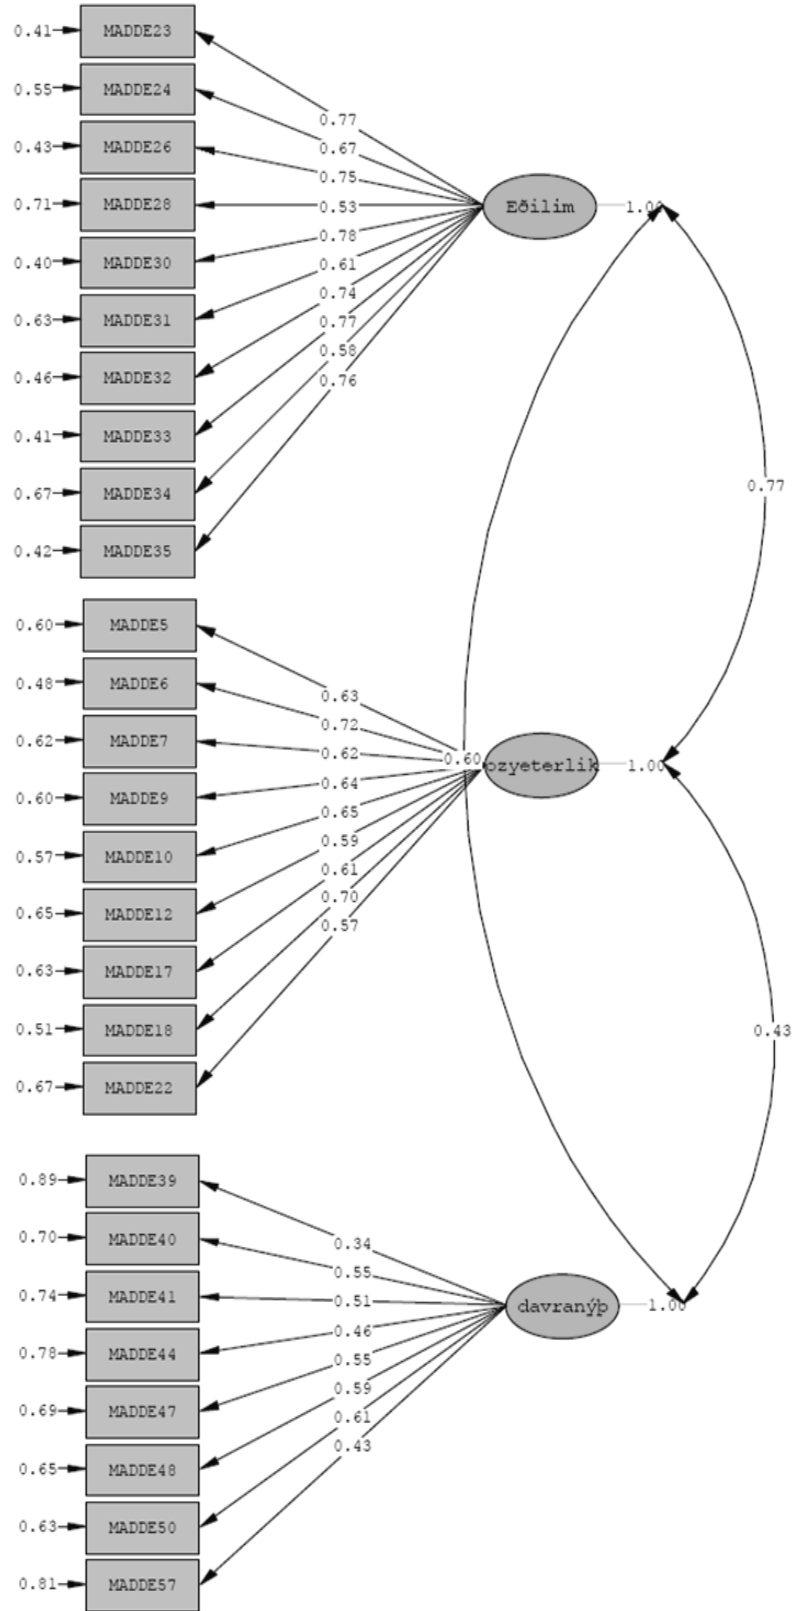 0.41 MADDE23
0.55 MADDE24
0.77
0.43 MADDE26
0.67
0.75
0.71 MADDE28
0.53
Eðilim
1.00
0.78
0.40 MADDE30
0.61
0.74
0.63 MADDE31
0.77
0.58
0.46 MADDE32
0.76
0.41 MADDE33
0.67 MADDE34
0.77
0.42 MADDE35
0.60 MADDE5
0.48 MADDE6
0.63
0.72
0.62 MADDE7
0.62
0.60
ozyeterlik
1.00
0.64
0.60 MADDE9
0.65
0.59
0.57 MADDE10
0.61
0.70
0.65 MADDE12
0.57
0.63 MADDE17
0.51 MADDE18
0.43
0.67 MADDE22
0.89 MADDE39
0.70 MADDE40
0.34
0.55
0.74 MADDE41
0.51
davranýþ
1.00
0.46
0.78 MADDE44
0.55
0.59
0.69 MADDE47
0.61
0.43
0.65 MADDE48
0.63 MADDE50
0.81 MADDE57